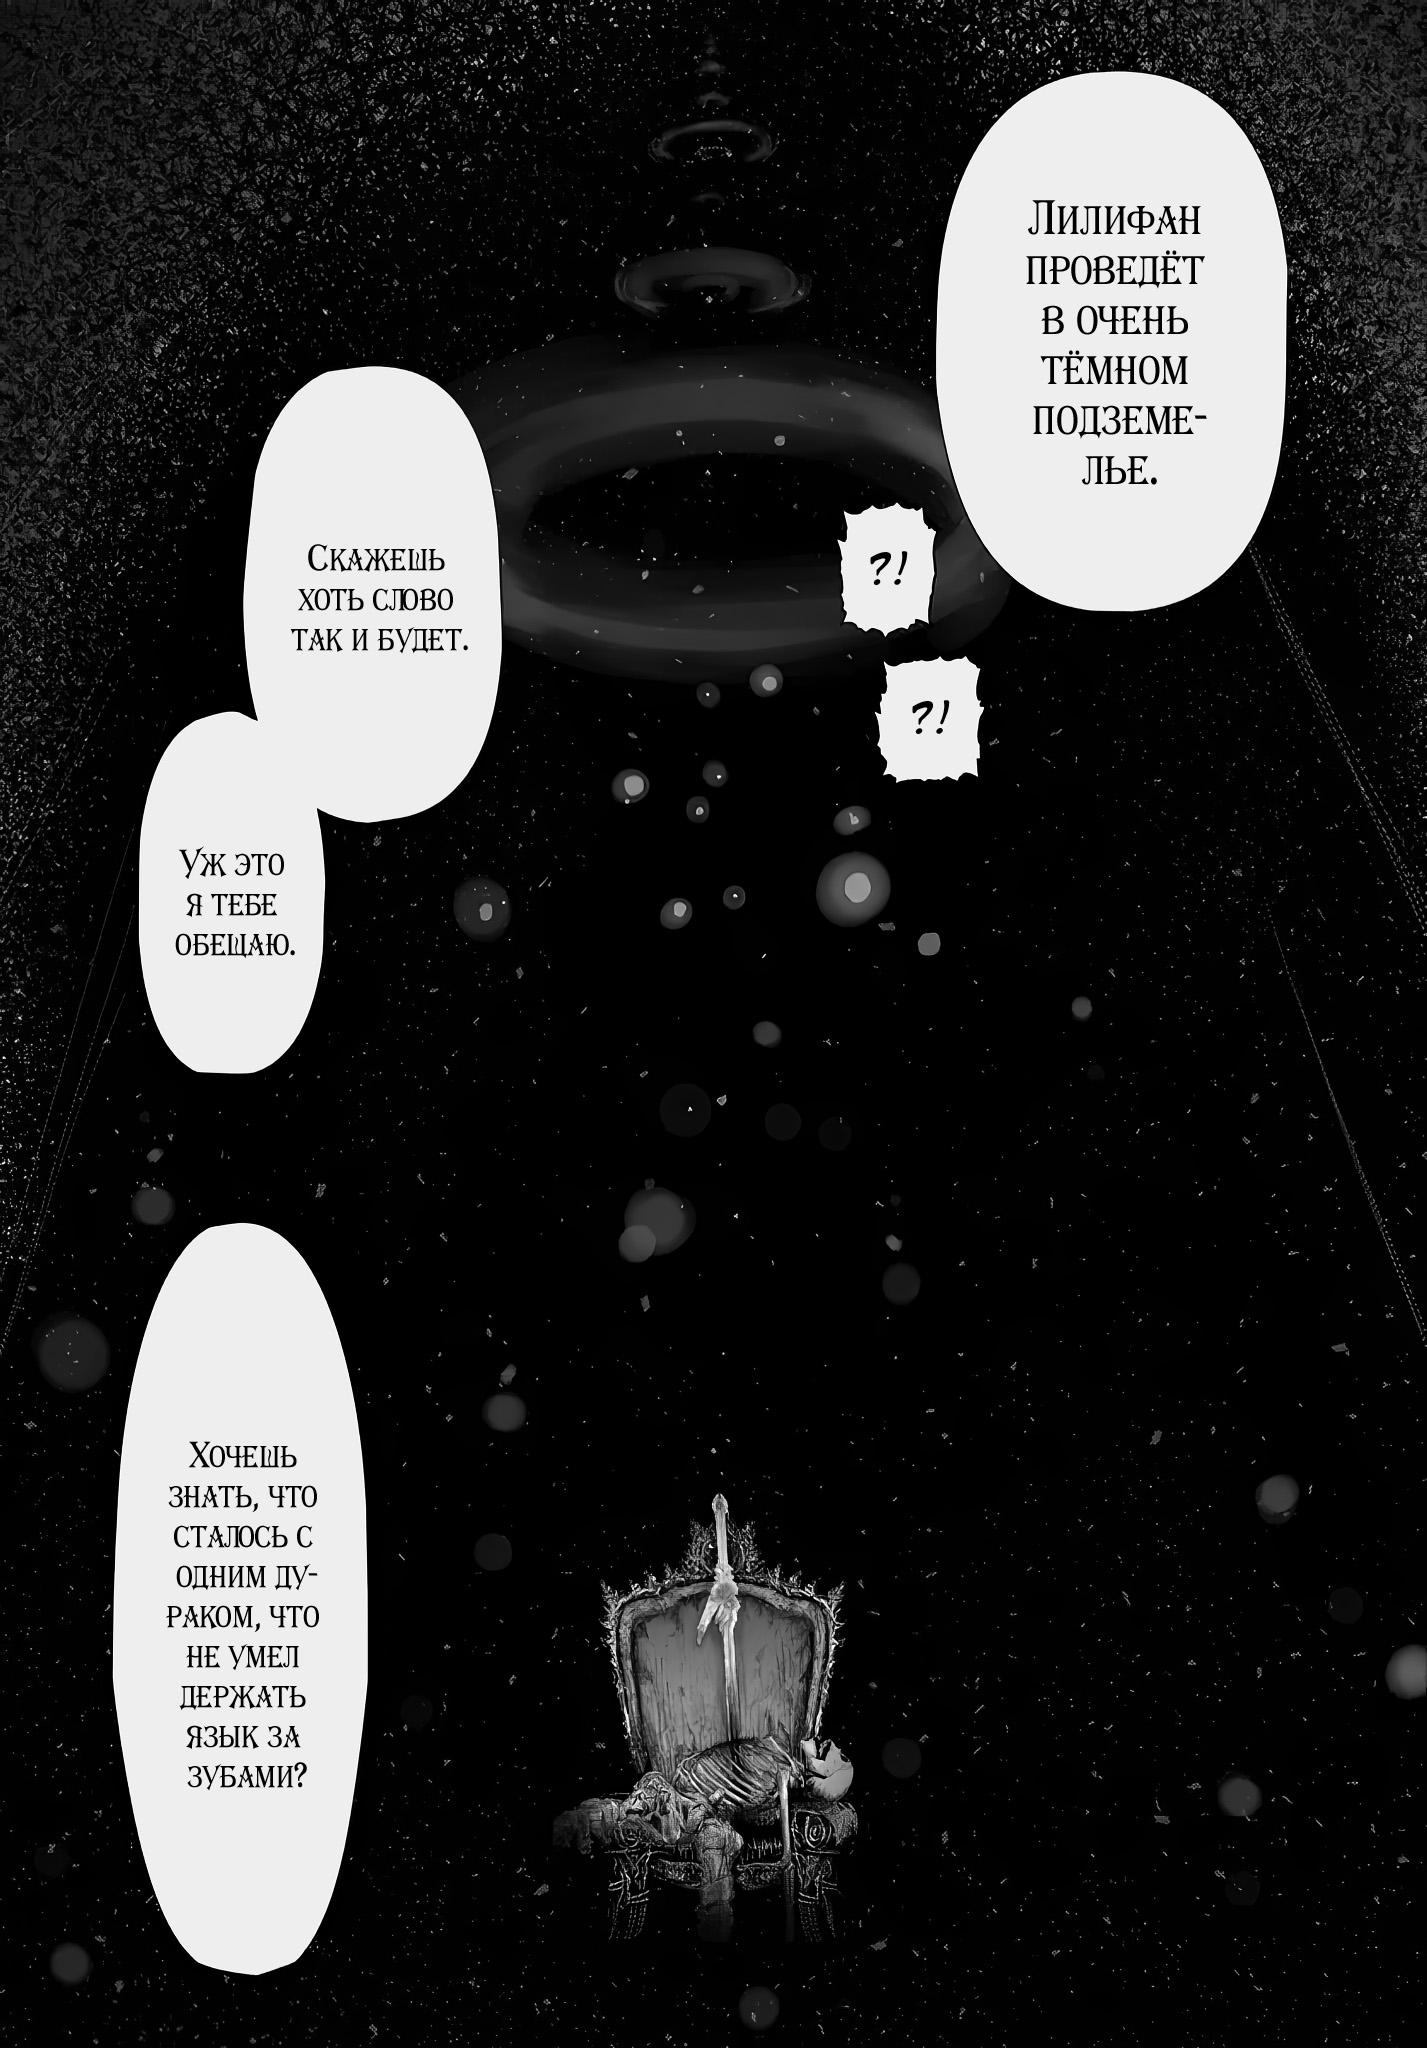 Лилифан
проведёт
в очень
тёмном
подземе-
лье.
?!
?!
Скажешь
хоть слово
так и будет.
Уж это
я тебе
обещаю.
Хочешь
знать, что
сталось с
одним ду-
раком, что
не умел
держать
язык за
зубами?